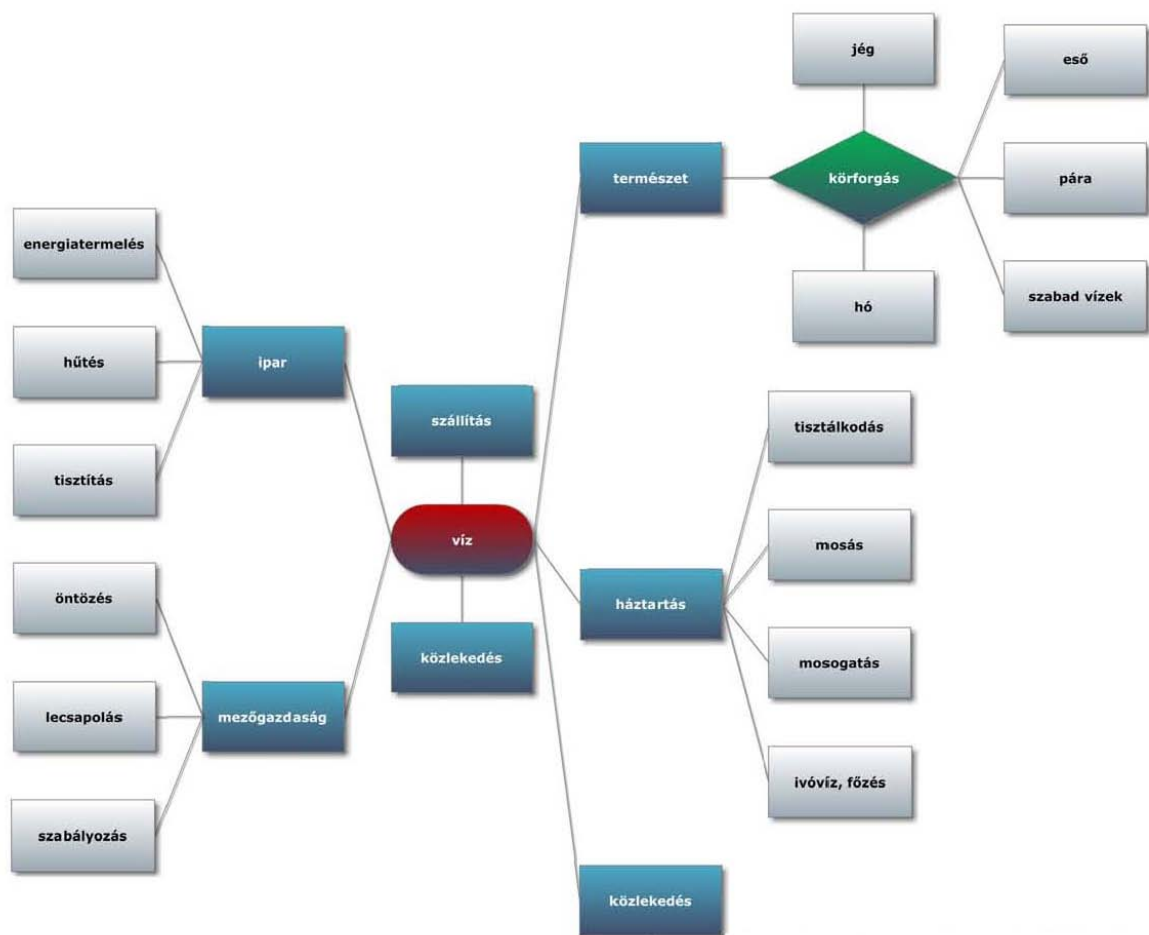 jég
eső
természet
körforgás
pára
energiatermelés
hó
szabad vízek
hűtés
ipar
szállítás
tisztálkodás
tisztítás
víz
mosás
öntözés
háztartás
közlekedés
mosogatás
lecsapolás
mezőgazdaság
ivóvíz, főzés
szabályozás
közlekedés